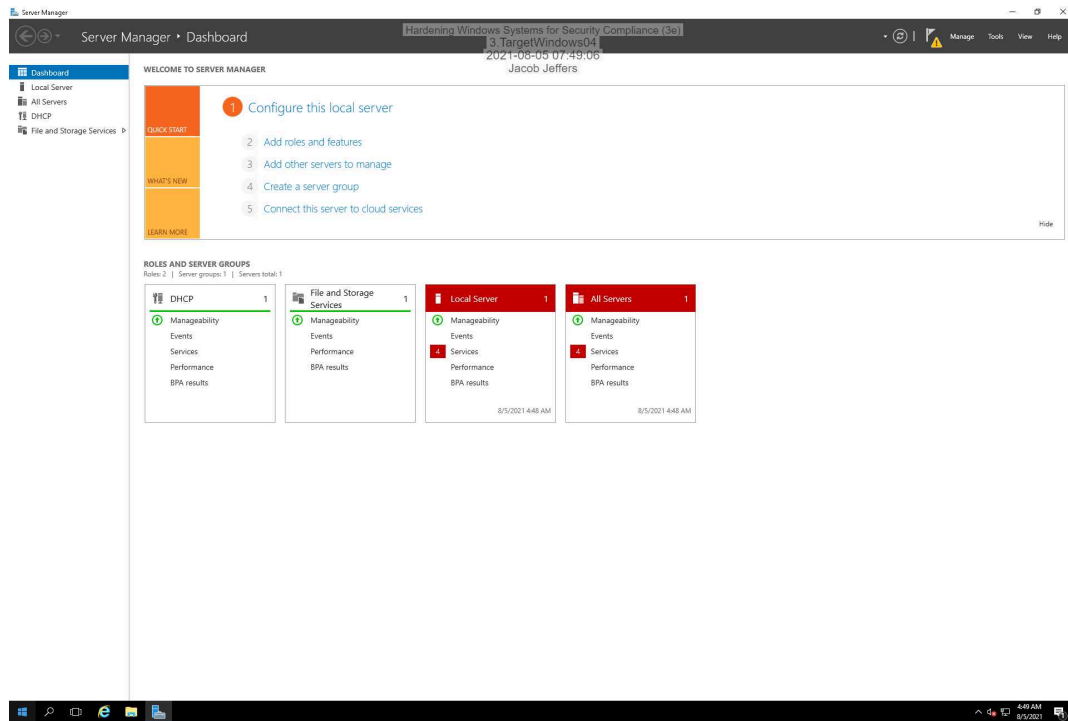 Server Manager
Server Manager • Dashboard
Hardening Windows Systems for Security Compliance (3e)
3.TargetWindows04
2021-08-05 07:49:06
Jacob Jeffers
Manage Tools View Help
Dashboard
Local Server
All Servers
DHCP
File and Storage Services
WELCOME TO SERVER MANAGER
QUICK START
WHAT'S NEW
LEARN MORE
1 Configure this local server
2 Add roles and features
3 Add other servers to manage
4 Create a server group
5 Connect this server to cloud services
Hide
ROLES AND SERVER GROUPS
Roles: 2 | Server groups: 1 | Servers total: 1
DHCP 1
Manageability
Events
Services
Performance
BPA results
File and Storage
Services 1
Manageability
Events
Performance
BPA results
Local Server 1
Manageability
Events
4 Services
Performance
BPA results
8/5/2021 4:48 AM
All Servers 1
Manageability
Events
4 Services
Performance
BPA results
8/5/2021 4:48 AM
4:49 AM
8/5/2021